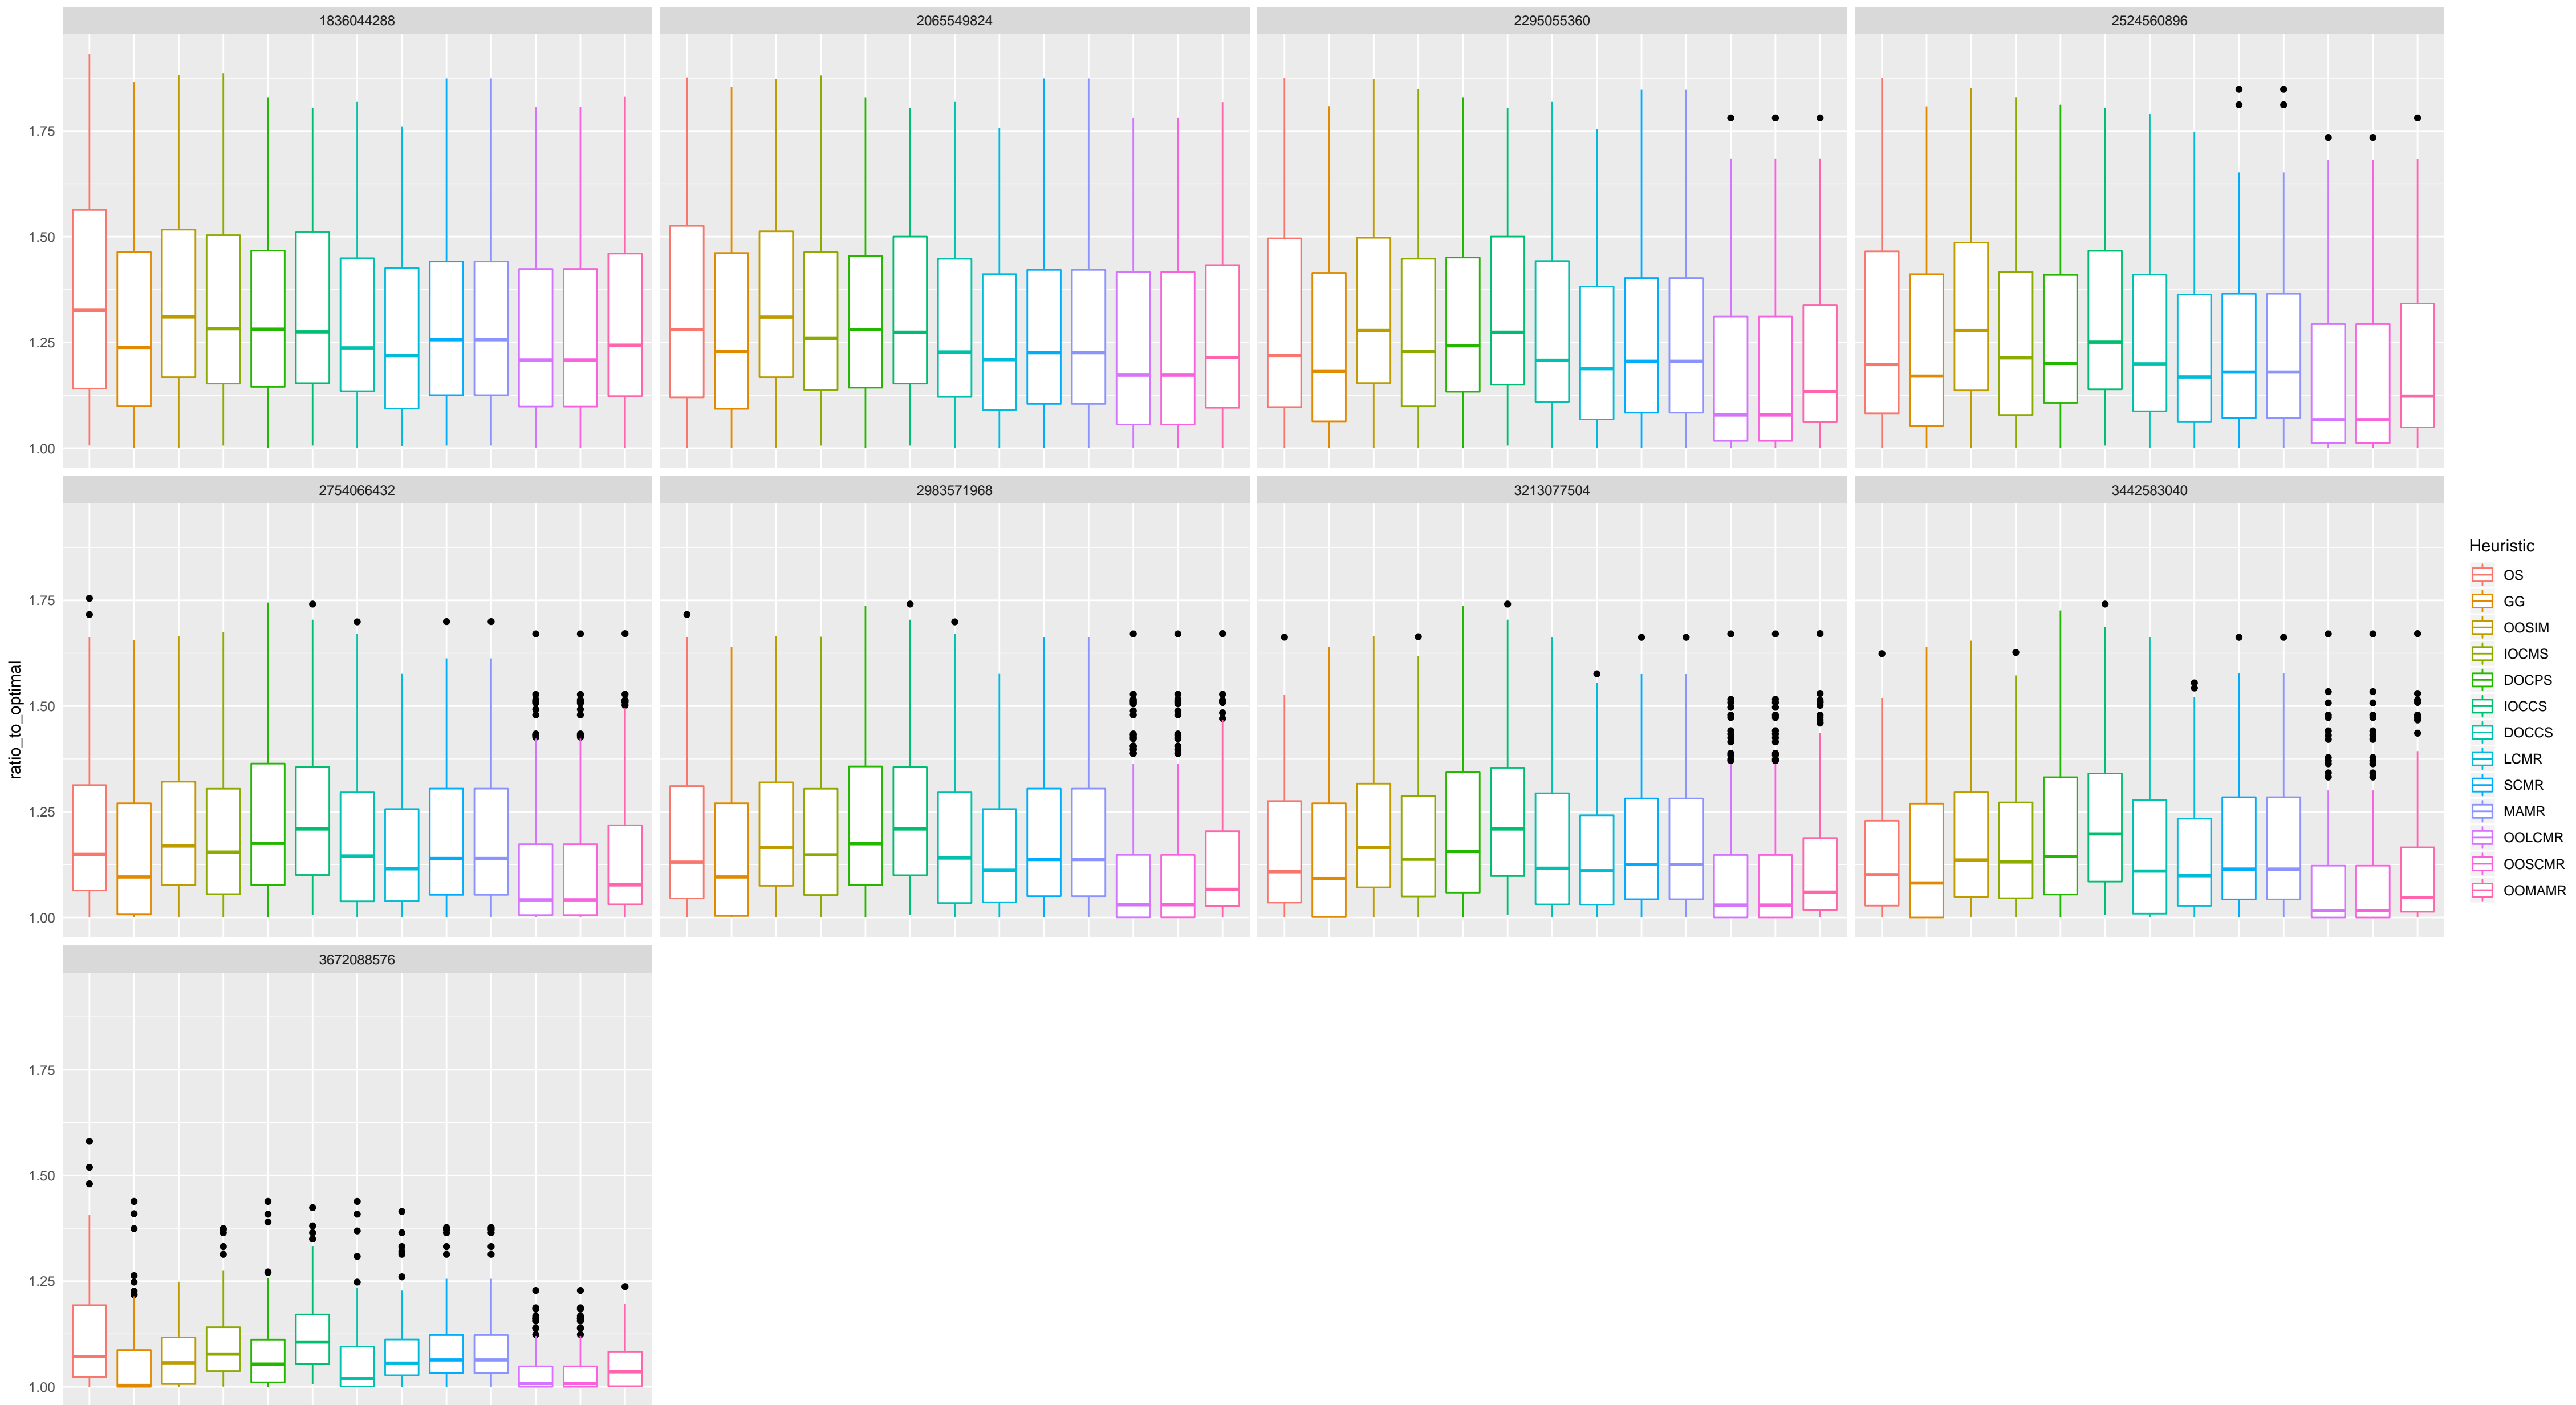 1836044288
2065549824
2295055360
2524560896
1.75
1.50
1.25
1.00
2754066432
2983571968
3213077504
3442583040
1.75
1.50
1.25
1.00
3672088576
1.75
1.50
1.25
1.00
ratio_to_optimal
Heuristic
OS
GG
OOSIM
IOCMS
DOCPS
IOCCS
DOCCS
LCMR
SCMR
MAMR
OOLCMR
OOSCMR
OOMAMR